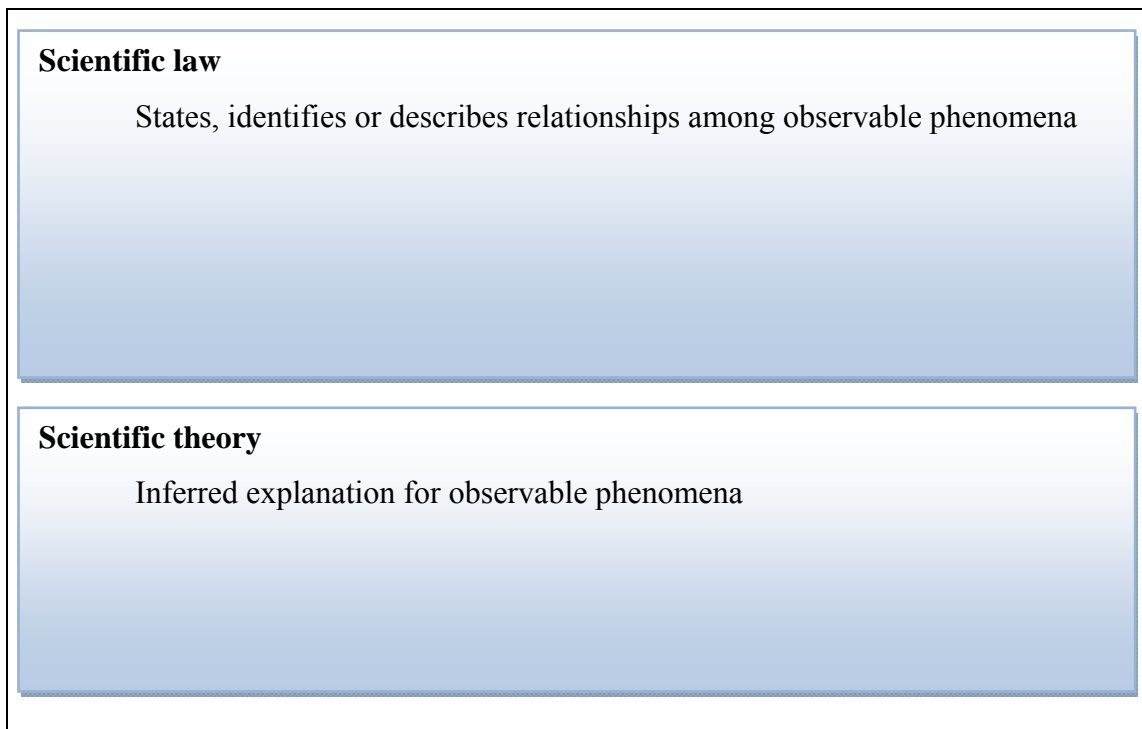 Scientific law
States, identifies or describes relationships among observable phenomena
Scientific theory
Inferred explanation for observable phenomena